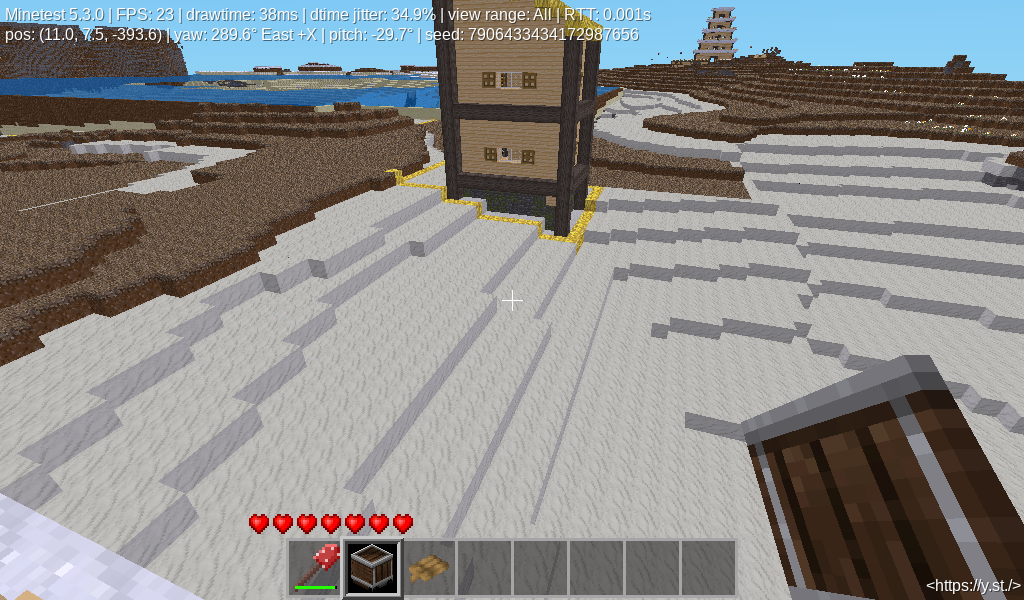 Minetest 5.3.0 | FPS: 23 | drawtime: 38ms | dtime jitter: 34.9% | view range: All | RTT: 0.001s
pos: (11.0, 7.5, -393.6) | yaw: 289.6° East +X | pitch: -29.7° | seed: 7906433434172987656
<https://y.st./>